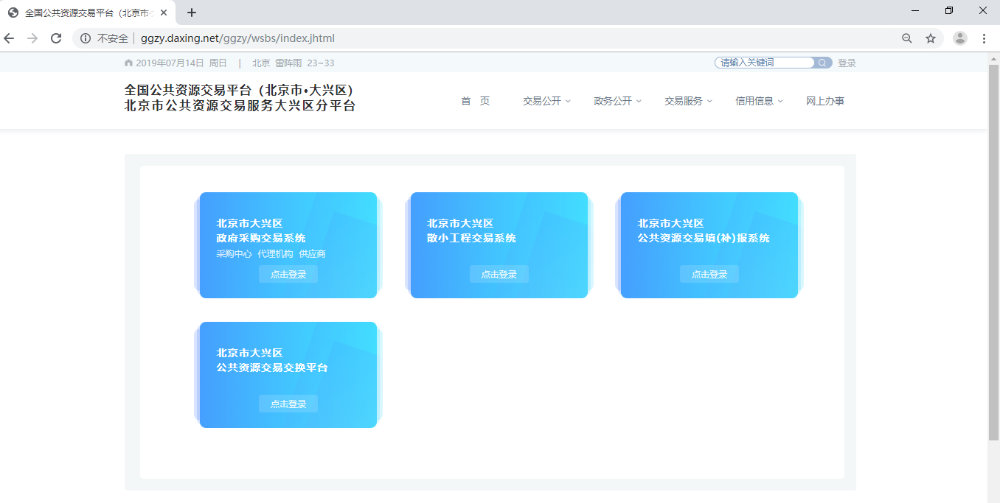 全国公共资源交易平台（北京市·
不安全 | ggzy.daxing.net/ggzy/wsbs/index.jhtml
2019年07月14日 周日 | 北京 雷阵雨 23~33
请输入关键词
登录
全国公共资源交易平台（北京市•大兴区）
北京市公共资源交易服务大兴区分平台
首 页 交易公开 政务公开 交易服务 信用信息 网上办事
北京市大兴区
政府采购交易系统
采购中心 代理机构 供应商
点击登录
北京市大兴区
散小工程交易系统
点击登录
北京市大兴区
公共资源交易填(补)报系统
点击登录
北京市大兴区
公共资源交易交换平台
点击登录